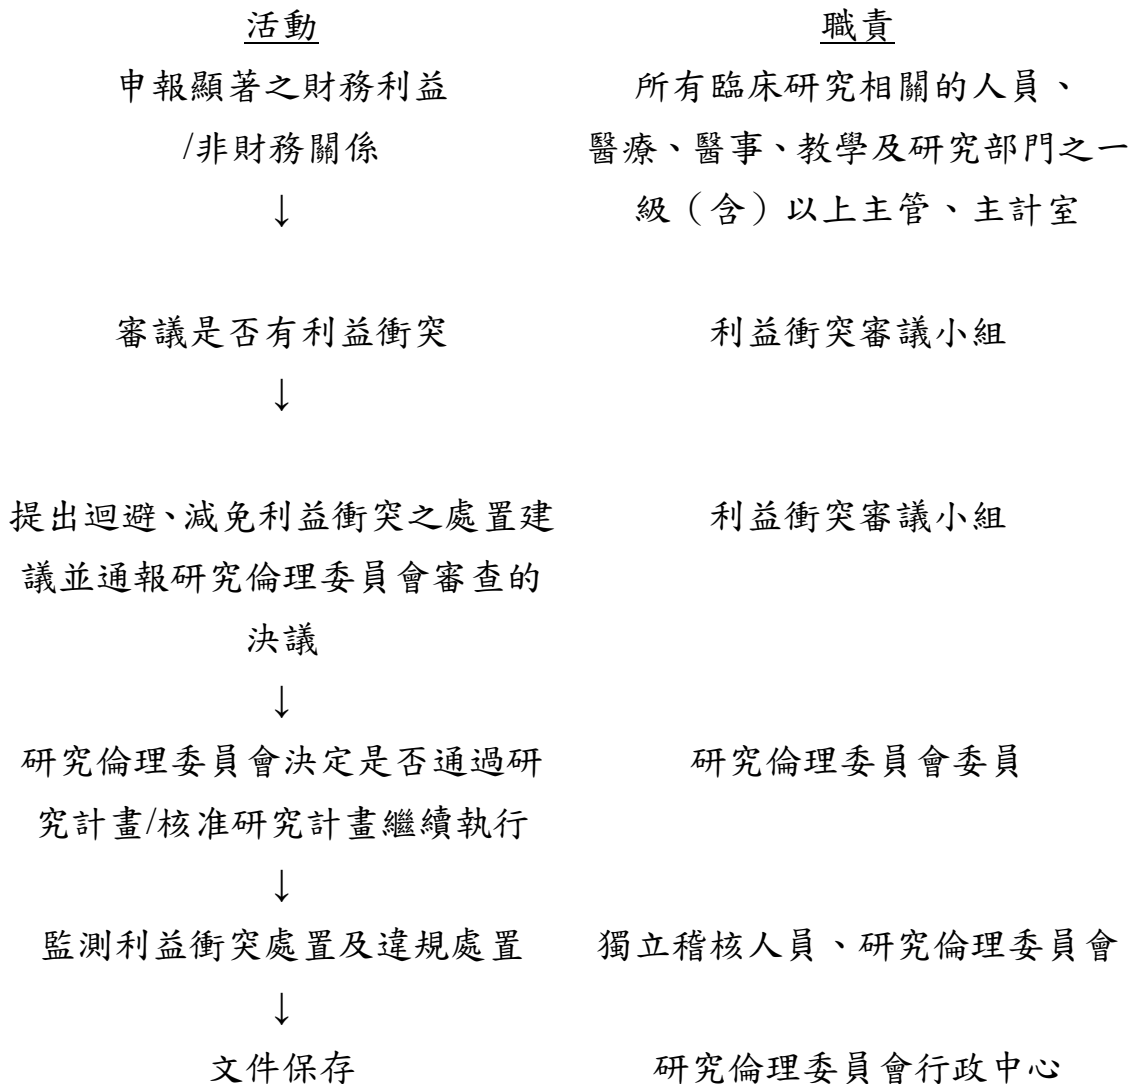 活動 職責
申報顯著之財務利益 所有臨床研究相關的人員、
/非財務關係 醫療、醫事、教學及研究部門之一
↓ 級（含）以上主管、主計室
審議是否有利益衝突 利益衝突審議小組
↓
提出迴避、減免利益衝突之處置建 利益衝突審議小組
議並通報研究倫理委員會審查的
決議
↓
研究倫理委員會決定是否通過研 研究倫理委員會委員
究計畫/核准研究計畫繼續執行
↓
監測利益衝突處置及違規處置 獨立稽核人員、研究倫理委員會
↓
文件保存 研究倫理委員會行政中心